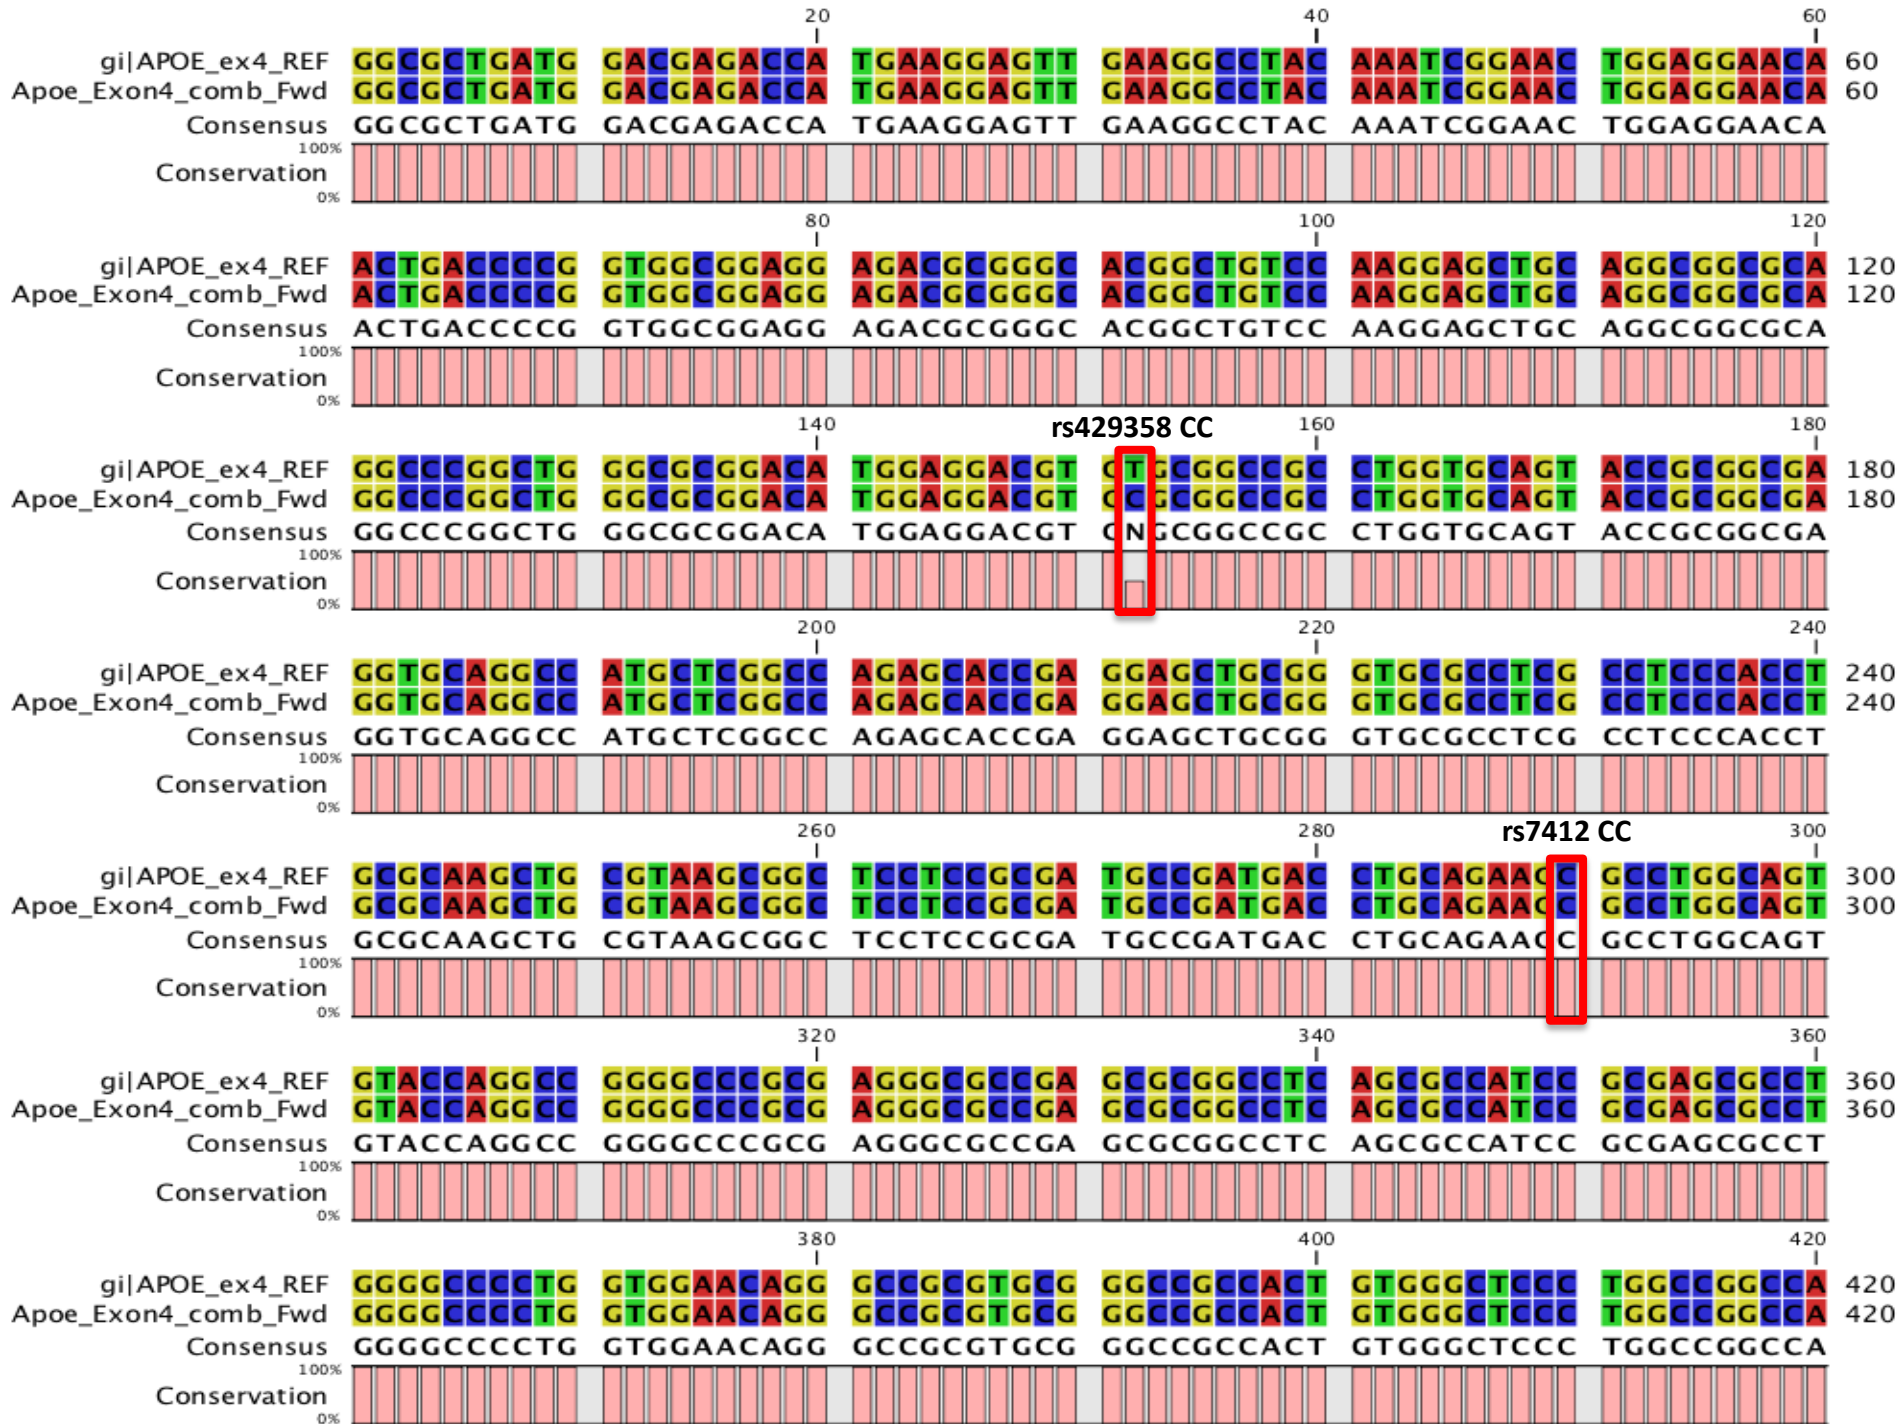 20 40 60
gi|APOE_ex4_REF GGCGCTGATG GACGAGACCA TGAAGGAGTT GAAGGCCTAC AAATCGGAAC TGGAGGAACA 60
Apoe_Exon4_comb_Fwd GGCGCTGATG GACGAGACCA TGAAGGAGTT GAAGGCCTAC AAATCGGAAC TGGAGGAACA 60
Consensus GGCGCTGATG GACGAGACCA TGAAGGAGTT GAAGGCCTAC AAATCGGAAC TGGAGGAACA
100%
Conservation
0%
80 100 120
gi|APOE_ex4_REF ACTGACCCCG GTGGCGGAGG AGACGCGGGC ACGGCTGTCC AAGGAGCTGC AGGCGGCGCA 120
Apoe_Exon4_comb_Fwd ACTGACCCCG GTGGCGGAGG AGACGCGGGC ACGGCTGTCC AAGGAGCTGC AGGCGGCGCA 120
Consensus ACTGACCCCG GTGGCGGAGG AGACGCGGGC ACGGCTGTCC AAGGAGCTGC AGGCGGCGCA
100%
Conservation
0%
140 rs429358 CC 160 180
gi|APOE_ex4_REF GGCCCGGCTG GGCGCGGACA TGGAGGACGT GTGCGGCCGC CTGGTGCAGT ACCGCGGCGA 180
Apoe_Exon4_comb_Fwd GGCCCGGCTG GGCGCGGACA TGGAGGACGT GCGCGGCCGC CTGGTGCAGT ACCGCGGCGA 180
Consensus GGCCCGGCTG GGCGCGGACA TGGAGGACGT GNGCGGCCGC CTGGTGCAGT ACCGCGGCGA
100%
Conservation
0%
200 220 240
gi|APOE_ex4_REF GGTGCAGGCC ATGCTCGGCC AGAGCACCGA GGAGCTGCGG GTGCGCCTCG CCTCCCACCT 240
Apoe_Exon4_comb_Fwd GGTGCAGGCC ATGCTCGGCC AGAGCACCGA GGAGCTGCGG GTGCGCCTCG CCTCCCACCT 240
Consensus GGTGCAGGCC ATGCTCGGCC AGAGCACCGA GGAGCTGCGG GTGCGCCTCG CCTCCCACCT
100%
Conservation
0%
260 280 rs7412 CC 300
gi|APOE_ex4_REF GCGCAAGCTG CGTAAGCGGC TCCTCCGCGA TGCCGATGAC CTGCAGAAGC GCCTGGCAGT 300
Apoe_Exon4_comb_Fwd GCGCAAGCTG CGTAAGCGGC TCCTCCGCGA TGCCGATGAC CTGCAGAAGC GCCTGGCAGT 300
Consensus GCGCAAGCTG CGTAAGCGGC TCCTCCGCGA TGCCGATGAC CTGCAGAAGC GCCTGGCAGT
100%
Conservation
0%
320 340 360
gi|APOE_ex4_REF GTACCAGGCC GGGGCCCGCG AGGGCGCCGA GCGCGGCCTC AGCGCCATCC GCGAGCGCCT 360
Apoe_Exon4_comb_Fwd GTACCAGGCC GGGGCCCGCG AGGGCGCCGA GCGCGGCCTC AGCGCCATCC GCGAGCGCCT 360
Consensus GTACCAGGCC GGGGCCCGCG AGGGCGCCGA GCGCGGCCTC AGCGCCATCC GCGAGCGCCT
100%
Conservation
0%
380 400 420
gi|APOE_ex4_REF GGGGCCCCTG GTGGAACAGG GCCGCGTGCG GGCCGCCACT GTGGGCTCCC TGGCCGGCCA 420
Apoe_Exon4_comb_Fwd GGGGCCCCTG GTGGAACAGG GCCGCGTGCG GGCCGCCACT GTGGGCTCCC TGGCCGGCCA 420
Consensus GGGGCCCCTG GTGGAACAGG GCCGCGTGCG GGCCGCCACT GTGGGCTCCC TGGCCGGCCA
100%
Conservation
0%